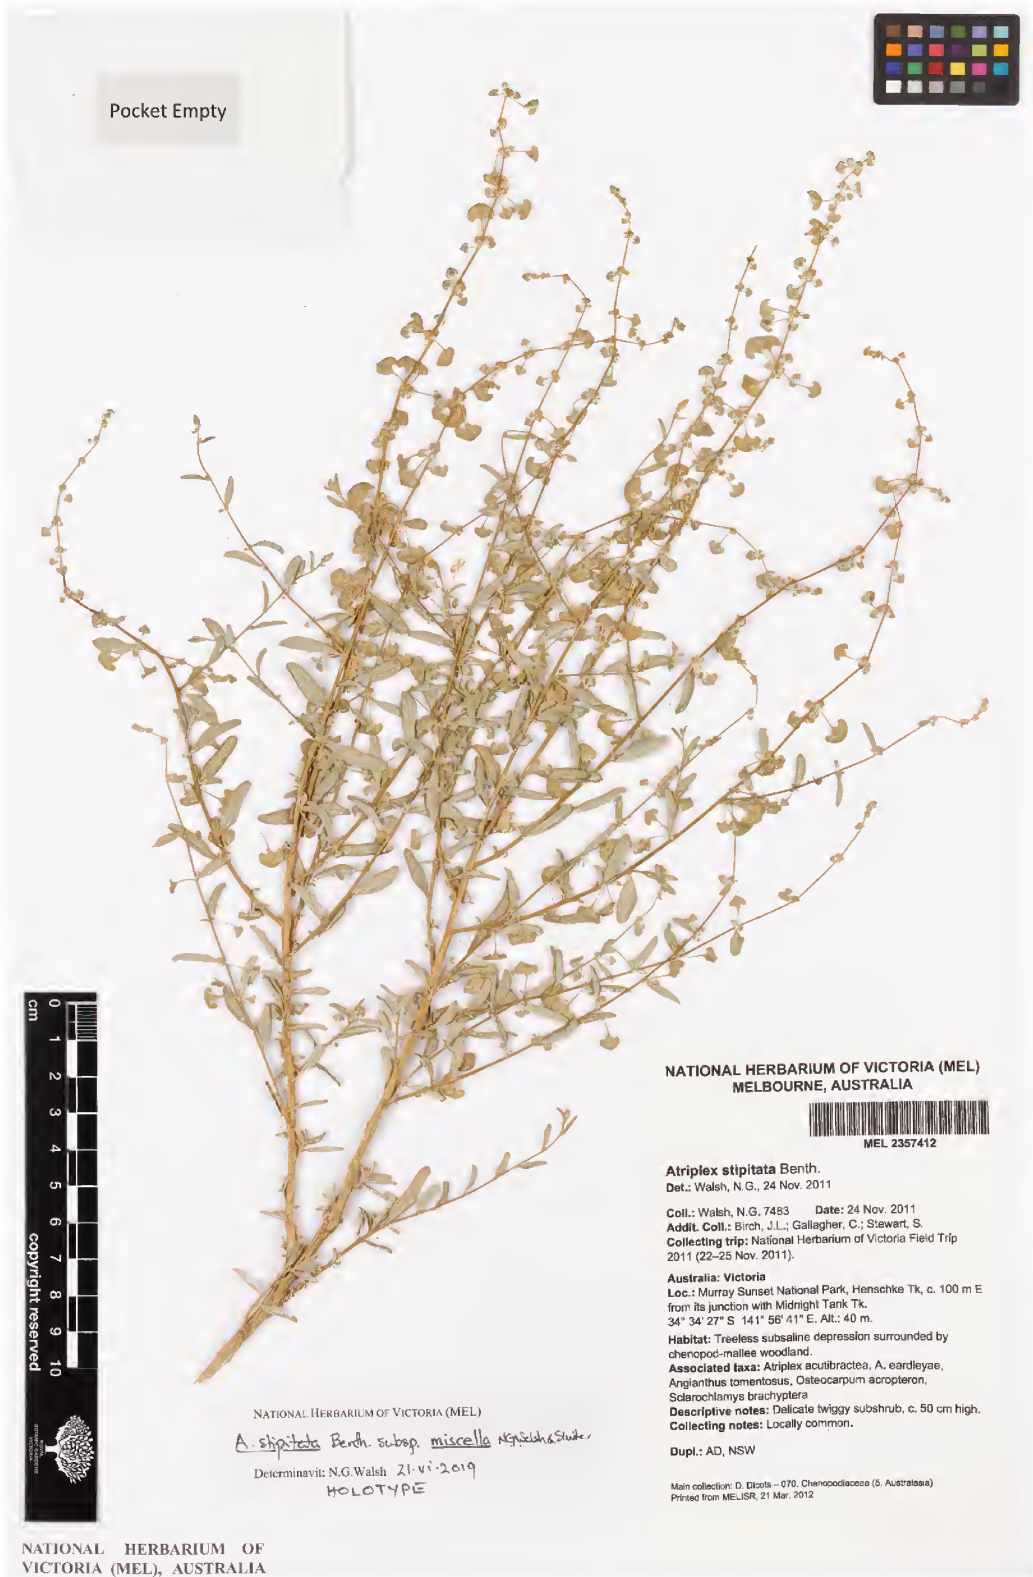 Pocket Empty
0
cm
1
2
3
4
5
6
7
8
9
10
copyright reserved
ROYAL
BOTANIC GARDENS
VICTORIA
NATIONAL HERBARIUM OF
VICTORIA (MEL), AUSTRALIA
NATIONAL HERBARIUM OF VICTORIA (MEL)
A. stipitata Benth. subsp. miscella N.G.Walsh & Sluiter
Determinavit: N.G.Walsh 21-vi-2019
HOLOTYPE
NATIONAL HERBARIUM OF VICTORIA (MEL)
MELBOURNE, AUSTRALIA
MEL 2357412
Atriplex stipitata Benth.
Det.: Walsh, N.G., 24 Nov. 2011
Coll.: Walsh, N.G. 7483 Date: 24 Nov. 2011
Addit. Coll.: Birch, J.L.; Gallagher, C.; Stewart, S.
Collecting trip: National Herbarium of Victoria Field Trip
2011 (22–25 Nov. 2011).
Australia: Victoria
Loc.: Murray Sunset National Park, Henschke Tk, c. 100 m E
from its junction with Midnight Tank Tk.
34° 34' 27" S 141° 56' 41" E. Alt.: 40 m.
Habitat: Treeless subsaline depression surrounded by
chenopod-mallee woodland.
Associated taxa: Atriplex acutibractea, A. eardleyae,
Angianthus tomentosus, Osteocarpum acropterum,
Sclerochlamys brachyptera
Descriptive notes: Delicate twiggy subshrub, c. 50 cm high.
Collecting notes: Locally common.
Dupl.: AD, NSW
Main collection: D. Dicots – 070. Chenopodiaceae (5. Australasia)
Printed from MELISR, 21 Mar. 2012